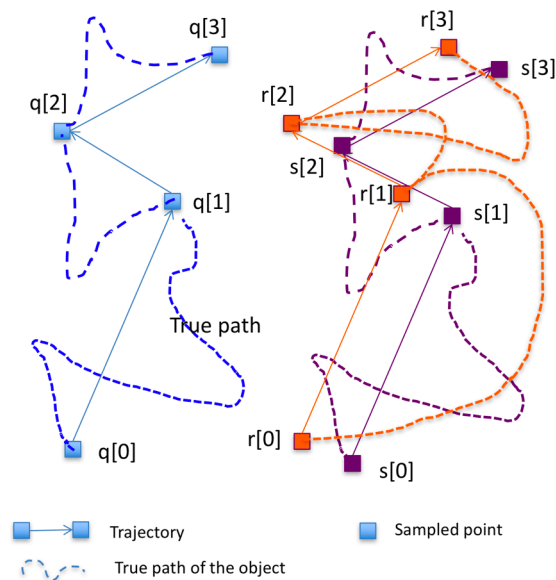 q[3]
q[2]
q[1]
True path
q[0]
r[3]
s[3]
r[2]
s[2]
r[1]
s[1]
r[0]
s[0]
Trajectory
Sampled point
True path of the object